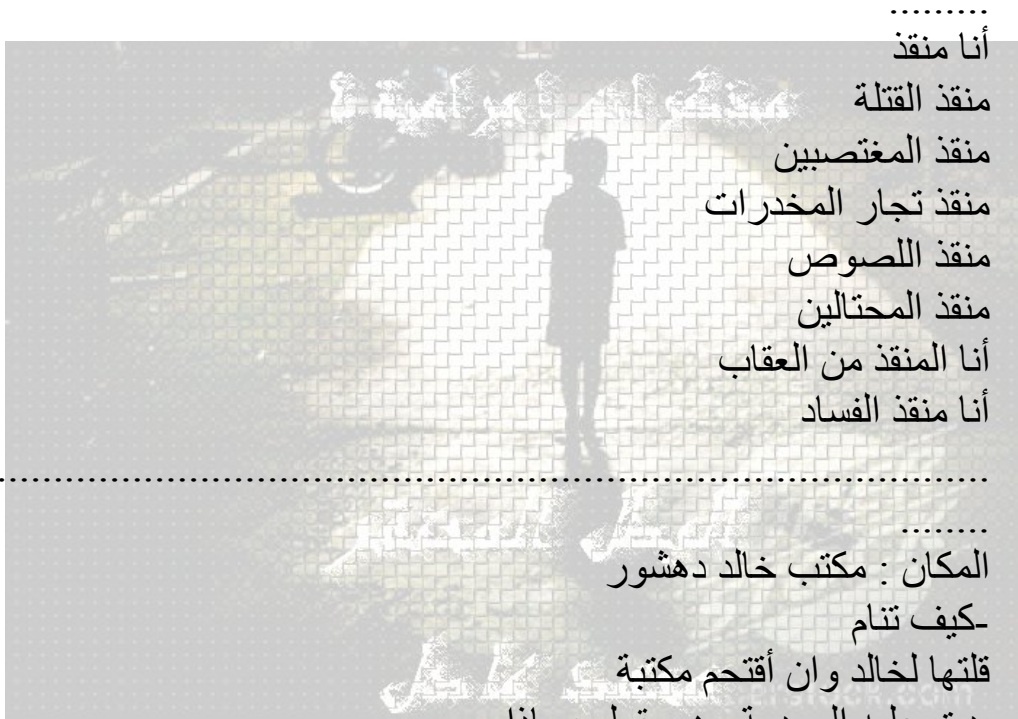 .........
أنا منقذ
منقذ القتلة
منقذ المغتصبين
منقذ تجار المخدرات
منقذ اللصوص
منقذ المحتالين
أنا المنقذ من العقاب
أنا منقذ الفساد
........................................................................................
........
المكان : مكتب خالد دهشور
-كيف تنام
قلتها لخالد وان أقتحم مكتبة